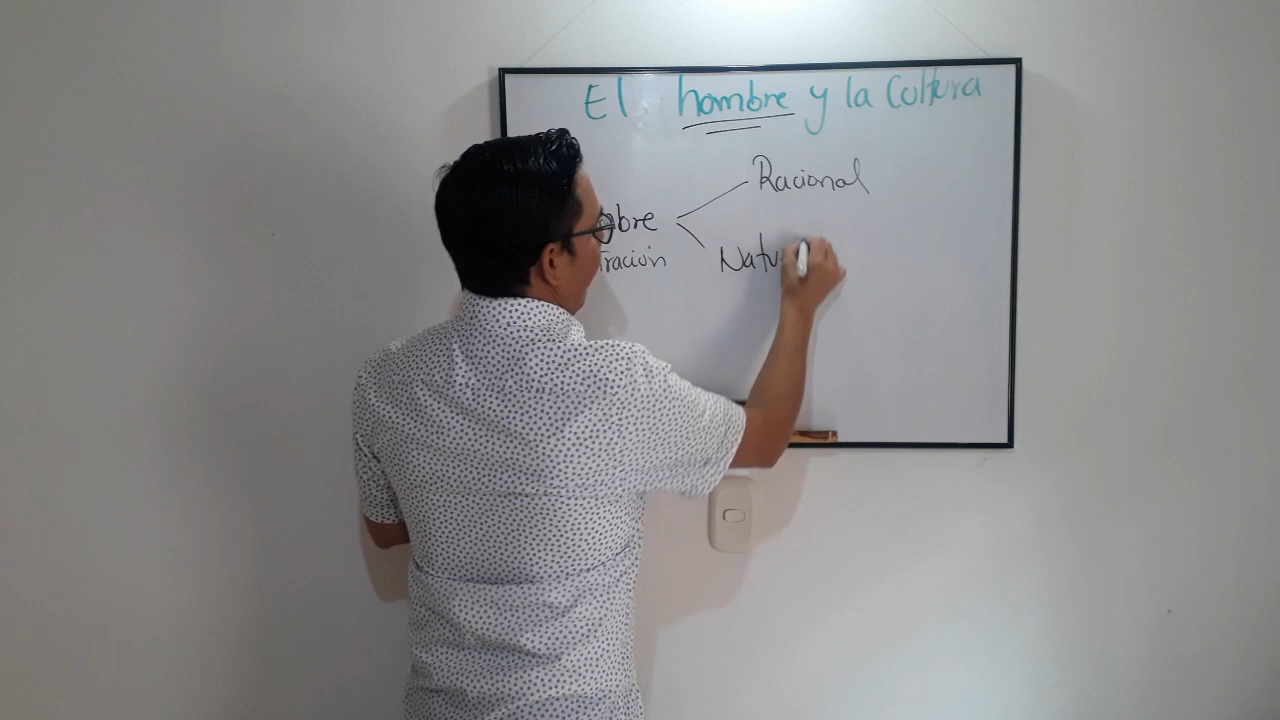 El hombre y la Cultura
Racional
bre
Natu
ración